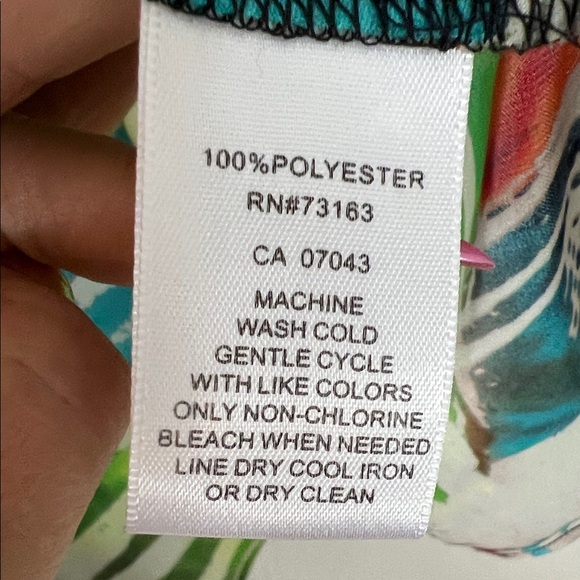 100%POLYESTER
RN#73163
CA 07043
MACHINE
WASH COLD
GENTLE CYCLE
WITH LIKE COLORS
ONLY NON-CHLORINE
BLEACH WHEN NEEDED
LINE DRY COOL IRON
OR DRY CLEAN